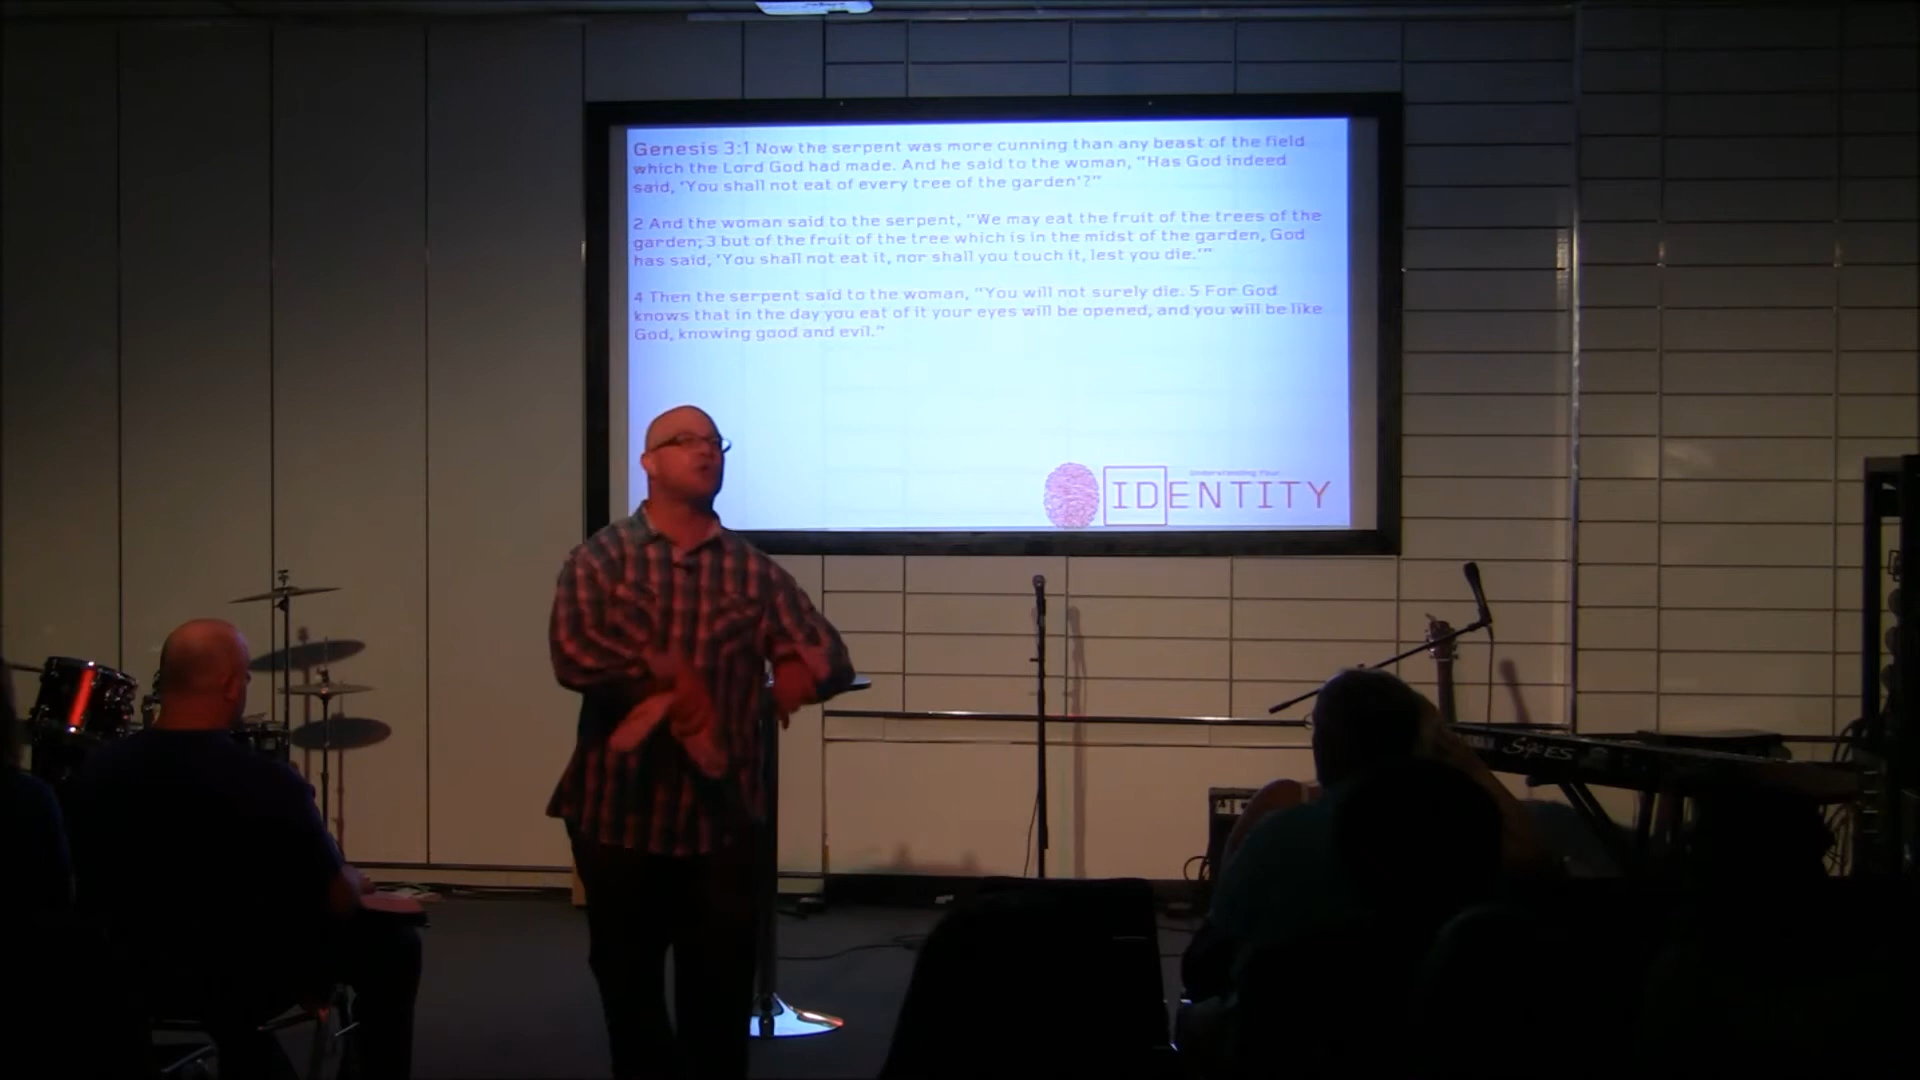 Genesis 3:1 Now the serpent was more cunning than any beast of the field
which the Lord God had made. And he said to the woman, "Has God indeed
said, 'You shall not eat of every tree of the garden'?"
2 And the woman said to the serpent, "We may eat the fruit of the trees of the
garden; 3 but of the fruit of the tree which is in the midst of the garden, God
has said, 'You shall not eat it, nor shall you touch it, lest you die.'"
4 Then the serpent said to the woman, "You will not surely die. 5 For God
knows that in the day you eat of it your eyes will be opened, and you will be like
God, knowing good and evil."
Understanding Your
IDENTITY
S90ES